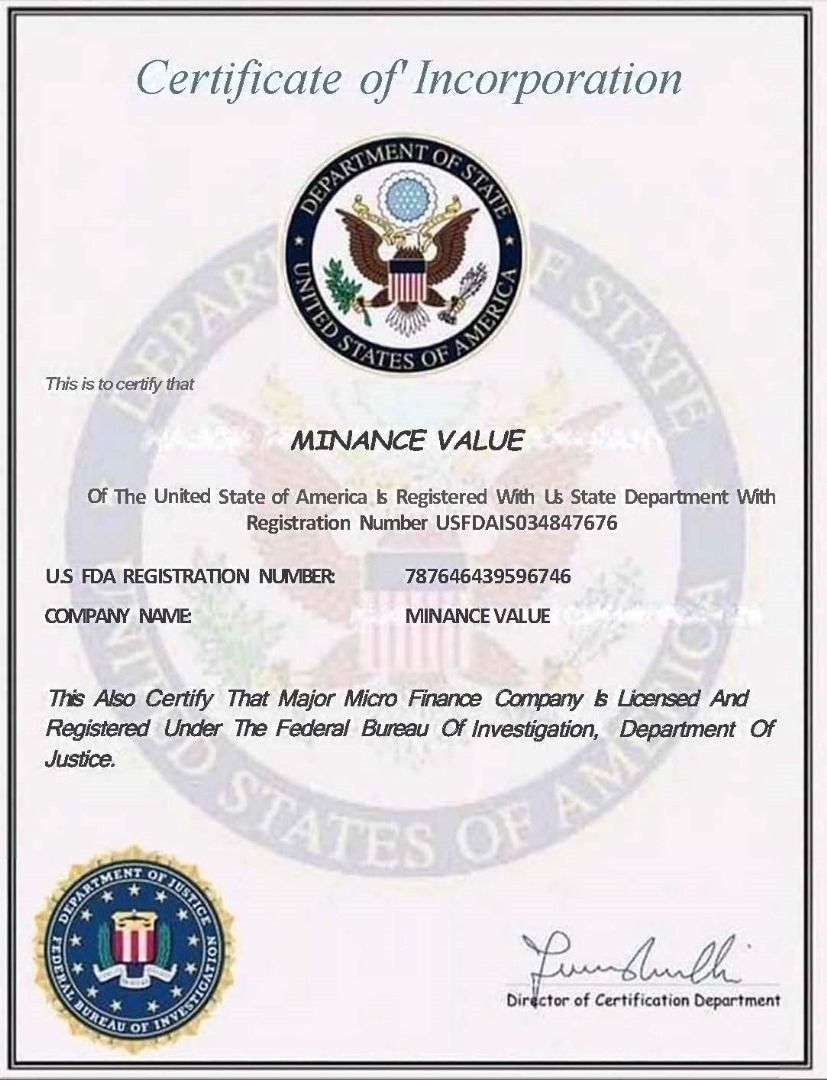 Certificate of Incorporation
DEPARTMENT OF STATE
UNITED STATES OF AMERICA
DEPARTMENT OF STATE
UNITED STATES OF AMERICA
This is to certify that
MINANCE VALUE
Of The United State of America Is Registered With Us State Department With
Registration Number USFDAIS034847676
U.S FDA REGISTRATION NUMBER: 787646439596746
COMPANY NAME: MINANCE VALUE
This Also Certify That Major Micro Finance Company Is Licensed And
Registered Under The Federal Bureau Of Investigation, Department Of
Justice.
DEPARTMENT OF JUSTICE
FEDERAL BUREAU OF INVESTIGATION
Director of Certification Department